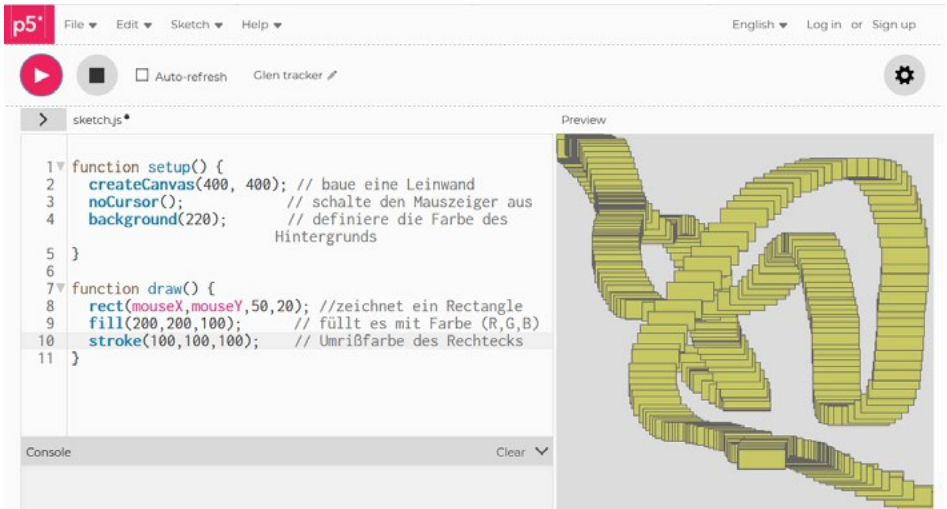 p5* File Edit Sketch Help English Log in or Sign up
Auto-refresh Glen tracker
> sketch.js• Preview
1 function setup() {
2 createCanvas(400, 400); // baue eine Leinwand
3 noCursor(); // schalte den Mauszeiger aus
4 background(220); // definiere die Farbe des
Hintergrunds
5 }
6
7 function draw() {
8 rect(mouseX,mouseY,50,20); //zeichnet ein Rectangle
9 fill(200,200,100); // füllt es mit Farbe (R,G,B)
10 stroke(100,100,100); // Umrißfarbe des Rechtecks
11 }
Console Clear